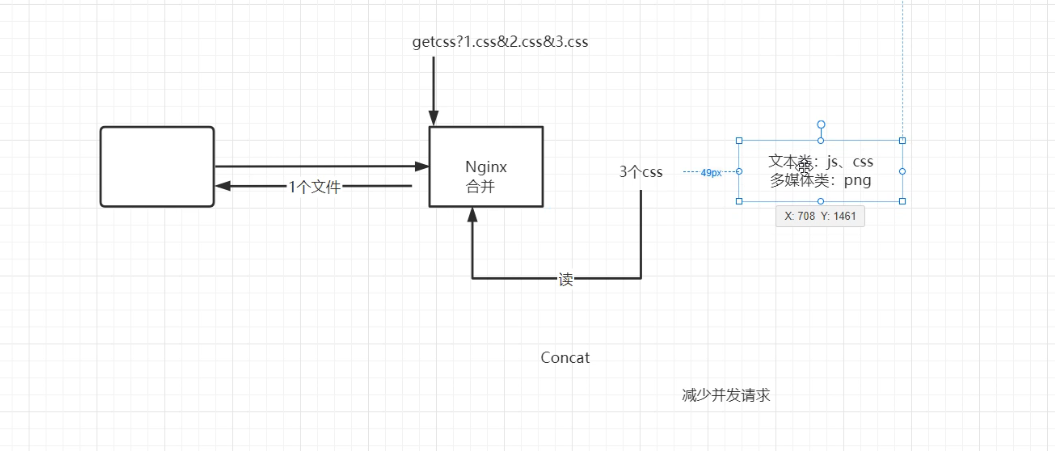 getcss?1.css&2.css&3.css
Nginx
合并
1个文件
3个css
49px
文本类：js、css
多媒体类：png
X: 708 Y: 1461
读
Concat
减少并发请求